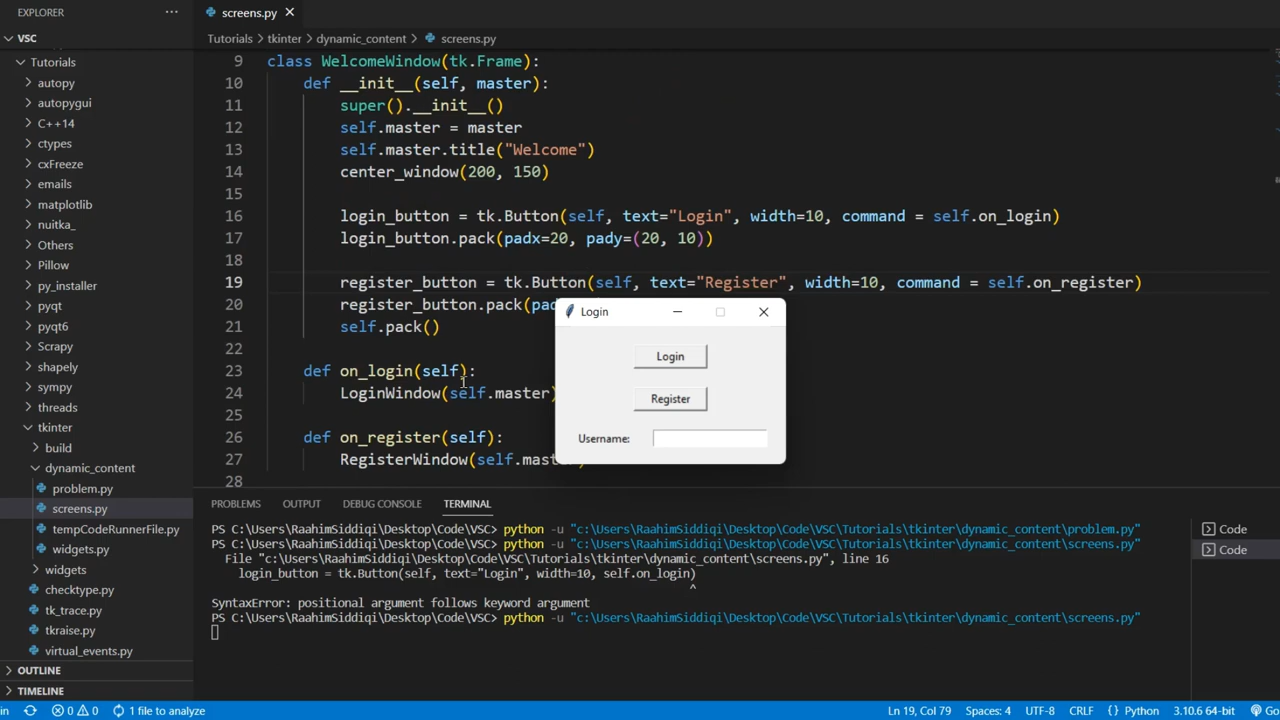 EXPLORER
···
screens.py
VSC
Tutorials
autopy
autopygui
C++14
ctypes
cxFreeze
emails
matplotlib
nuitka_
Others
Pillow
py_installer
pyqt
pyqt6
Scrapy
shapely
sympy
threads
tkinter
build
dynamic_content
problem.py
screens.py
tempCodeRunnerFile.py
widgets.py
widgets
checktype.py
tk_trace.py
tkraise.py
virtual_events.py
OUTLINE
TIMELINE
Tutorials > tkinter > dynamic_content > screens.py
9 class WelcomeWindow(tk.Frame):
10 def __init__(self, master):
11 super().__init__()
12 self.master = master
13 self.master.title("Welcome")
14 center_window(200, 150)
15
16 login_button = tk.Button(self, text="Login", width=10, command = self.on_login)
17 login_button.pack(padx=20, pady=(20, 10))
18
19 register_button = tk.Button(self, text="Register", width=10, command = self.on_register)
20 register_button.pack(pad
21 self.pack()
22
23 def on_login(self):
24 LoginWindow(self.master)
25
26 def on_register(self):
27 RegisterWindow(self.master)
28
Login
Login
Register
Username:
PROBLEMS OUTPUT DEBUG CONSOLE TERMINAL
PS C:\Users\RaahimSiddiqi\Desktop\Code\VSC> python -u "c:\Users\RaahimSiddiqi\Desktop\Code\VSC\Tutorials\tkinter\dynamic_content\problem.py"
PS C:\Users\RaahimSiddiqi\Desktop\Code\VSC> python -u "c:\Users\RaahimSiddiqi\Desktop\Code\VSC\Tutorials\tkinter\dynamic_content\screens.py"
File "c:\Users\RaahimSiddiqi\Desktop\Code\VSC\Tutorials\tkinter\dynamic_content\screens.py", line 16
login_button = tk.Button(self, text="Login", width=10, self.on_login)
^
SyntaxError: positional argument follows keyword argument
PS C:\Users\RaahimSiddiqi\Desktop\Code\VSC> python -u "c:\Users\RaahimSiddiqi\Desktop\Code\VSC\Tutorials\tkinter\dynamic_content\screens.py"
Code
Code
in 0 0 1 file to analyze Ln 19, Col 79 Spaces: 4 UTF-8 CRLF {} Python 3.10.6 64-bit Go